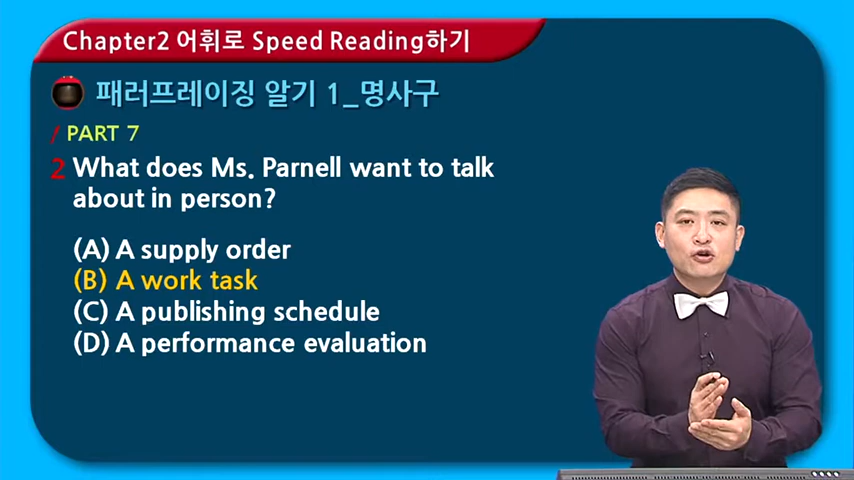 Chapter2 어휘로 Speed Reading하기
패러프레이징 알기 1_명사구
/ PART 7
2 What does Ms. Parnell want to talk
about in person?
(A) A supply order
(B) A work task
(C) A publishing schedule
(D) A performance evaluation